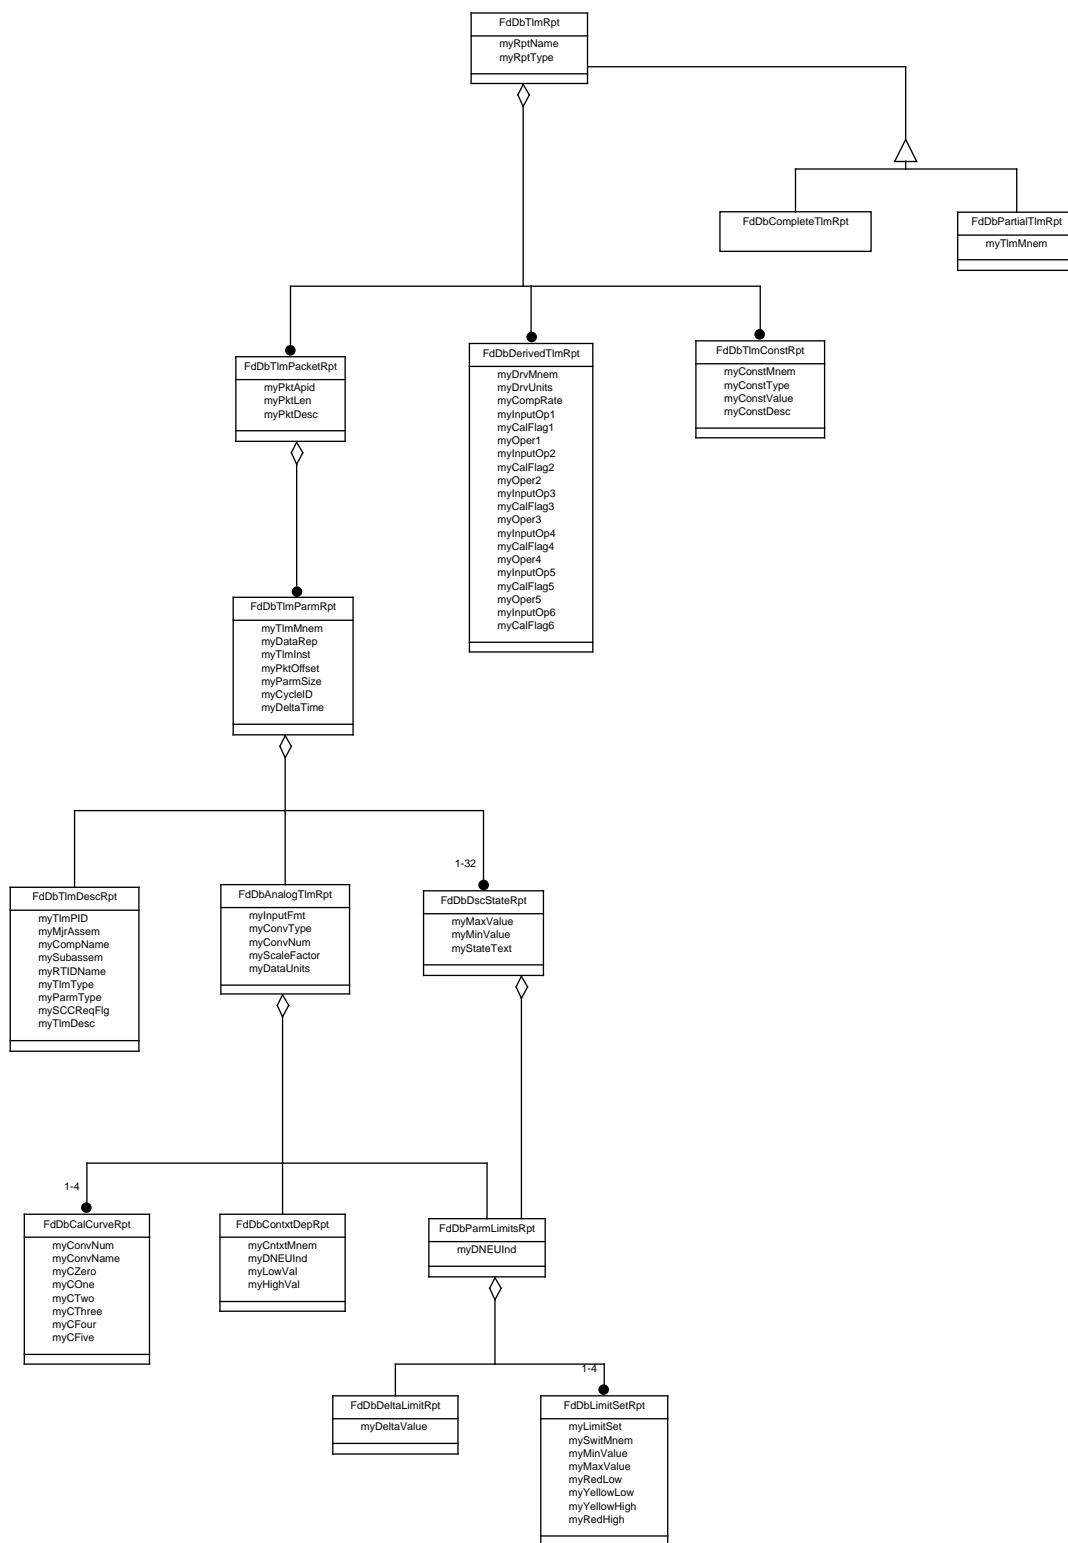 FdDbTlmRpt
myRptName
myRptType
FdDbCompleteTlmRpt
FdDbPartialTlmRpt
myTlmMnem
FdDbTlmPacketRpt
myPktApid
myPktLen
myPktDesc
FdDbDerivedTlmRpt
myDrvMnem
myDrvUnits
myCompRate
myInputOp1
myCalFlag1
myOper1
myInputOp2
myCalFlag2
myOper2
myInputOp3
myCalFlag3
myOper3
myInputOp4
myCalFlag4
myOper4
myInputOp5
myCalFlag5
myOper5
myInputOp6
myCalFlag6
FdDbTlmConstRpt
myConstMnem
myConstType
myConstValue
myConstDesc
FdDbTlmParmRpt
myTlmMnem
myDataRep
myTlmInst
myPktOffset
myParmSize
myCycleID
myDeltaTime
1-32
FdDbTlmDescRpt
myTlmPID
myMjrAssem
myCompName
mySubassem
myRTIDName
myTlmType
myParmType
mySCCReqFlg
myTlmDesc
FdDbAnalogTlmRpt
myInputFmt
myConvType
myConvNum
myScaleFactor
myDataUnits
FdDbDscStateRpt
myMaxValue
myMinValue
myStateText
1-4
FdDbCalCurveRpt
myConvNum
myConvName
myCZero
myCOne
myCTwo
myCThree
myCFour
myCFive
FdDbContxtDepRpt
myCntxtMnem
myDNEUInd
myLowVal
myHighVal
FdDbParmLimitsRpt
myDNEUInd
1-4
FdDbDeltaLimitRpt
myDeltaValue
FdDbLimitSetRpt
myLimitSet
mySwitMnem
myMinValue
myMaxValue
myRedLow
myYellowLow
myYellowHigh
myRedHigh